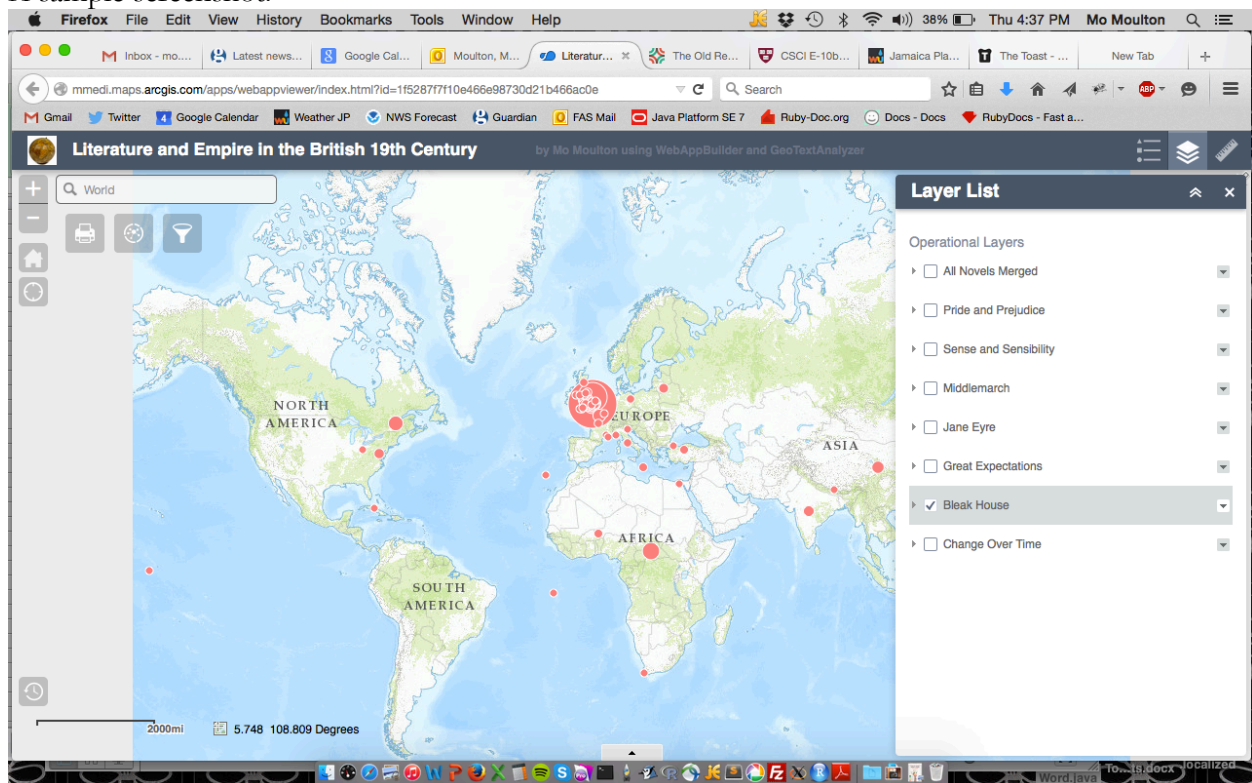 A sample screenshot:
Firefox File Edit View History Bookmarks Tools Window Help
38% Thu 4:37 PM Mo Moulton
Inbox - mo....
Latest news...
Google Cal...
Moulton, M...
Literatur...
The Old Re...
CSCI E-10b...
Jamaica Pla...
The Toast - ...
New Tab
mmedi.maps.arcgis.com/apps/webappviewer/index.html?id=1f5287f7f10e466e98730d21b466ac0e
Search
ABP
Gmail Twitter Google Calendar Weather JP NWS Forecast Guardian FAS Mail Java Platform SE 7 Ruby-Doc.org Docs - Docs RubyDocs - Fast a...
Literature and Empire in the British 19th Century by Mo Moulton using WebAppBuilder and GeoTextAnalyzer
World
Layer List
Operational Layers
All Novels Merged
Pride and Prejudice
Sense and Sensibility
Middlemarch
Jane Eyre
Great Expectations
Bleak House
Change Over Time
NORTH
AMERICA
EUROPE
ASIA
AFRICA
SOUTH
AMERICA
2000mi
5.748 108.809 Degrees
Word.java
localized